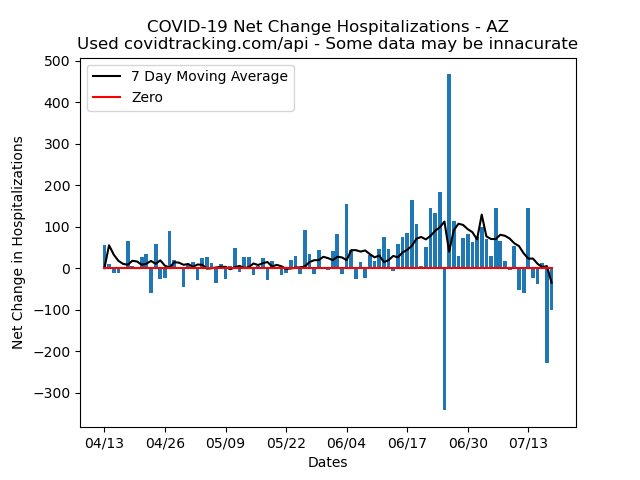 COVID-19 Net Change Hospitalizations - AZ
Used covidtracking.com/api - Some data may be innacurate
7 Day Moving Average
Zero
Net Change in Hospitalizations
500
400
300
200
100
0
−100
−200
−300
04/13 04/26 05/09 05/22 06/04 06/17 06/30 07/13
Dates